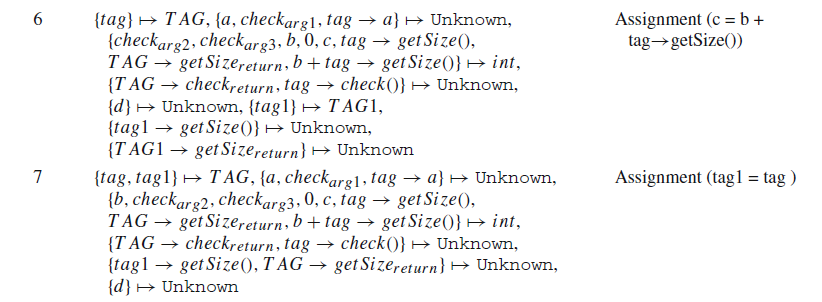 6 {tag} ↦ TAG, {a, check_arg1, tag → a} ↦ Unknown, Assignment (c = b +
{check_arg2, check_arg3, b, 0, c, tag → getSize(), tag→getSize())
TAG → getSize_return, b + tag → getSize()} ↦ int,
{TAG → check_return, tag → check()} ↦ Unknown,
{d} ↦ Unknown, {tag1} ↦ TAG1,
{tag1 → getSize()} ↦ Unknown,
{TAG1 → getSize_return} ↦ Unknown
7 {tag, tag1} ↦ TAG, {a, check_arg1, tag → a} ↦ Unknown, Assignment (tag1 = tag )
{b, check_arg2, check_arg3, 0, c, tag → getSize(),
TAG → getSize_return, b + tag → getSize()} ↦ int,
{TAG → check_return, tag → check()} ↦ Unknown,
{tag1 → getSize(), TAG → getSize_return} ↦ Unknown,
{d} ↦ Unknown